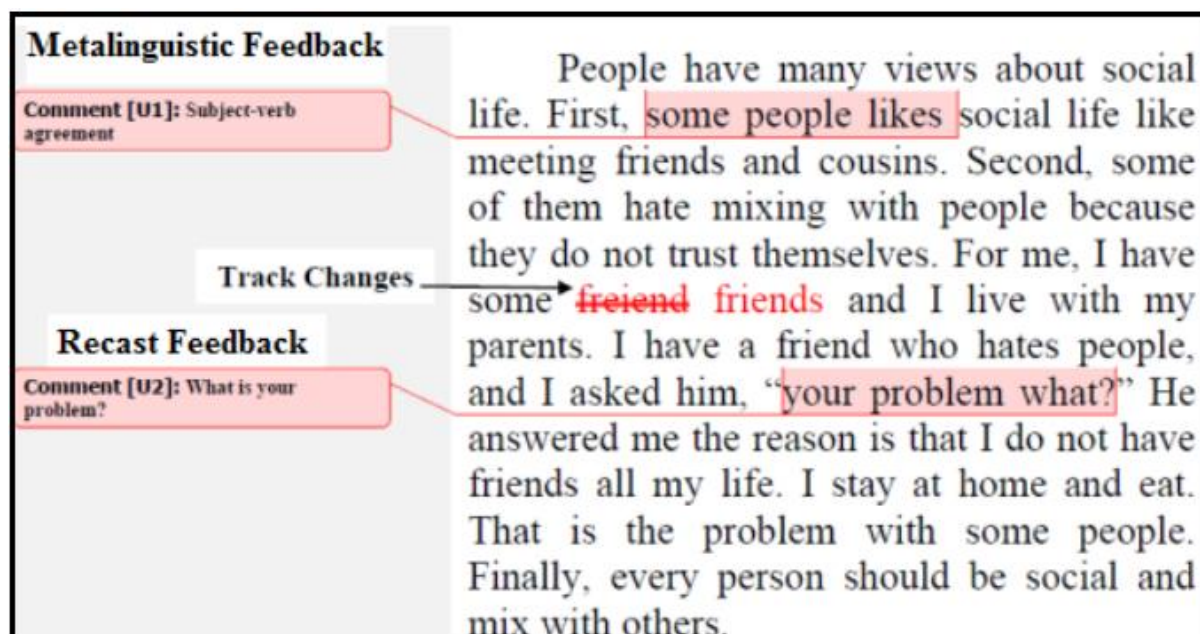 Metalinguistic Feedback
Comment [U1]: Subject-verb
agreement
Track Changes
Recast Feedback
Comment [U2]: What is your
problem?
People have many views about social
life. First, some people likes social life like
meeting friends and cousins. Second, some
of them hate mixing with people because
they do not trust themselves. For me, I have
some freiend friends and I live with my
parents. I have a friend who hates people,
and I asked him, “your problem what?” He
answered me the reason is that I do not have
friends all my life. I stay at home and eat.
That is the problem with some people.
Finally, every person should be social and
mix with others.